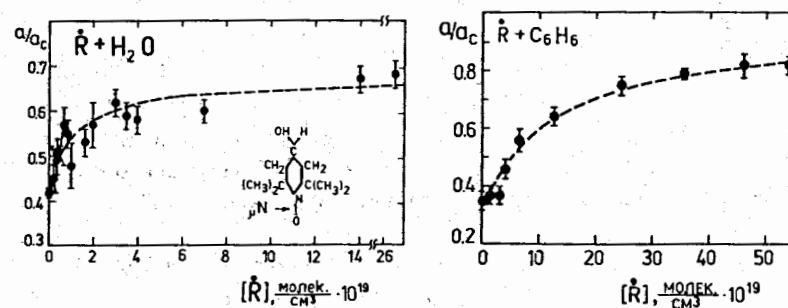 a/a_c
Ṙ + H₂O
0.7
0.6
0.5
0.4
0.3
OH H
C
CH₂ CH₂
(CH₃)₂C C(CH₃)₂
N
μN → O
0 2 4 6 8 10 12 14 26
[Ṙ], молек./см³ · 10¹⁹
a/a_c
Ṙ + C₆H₆
0.8
0.6
0.4
0.2
0 10 20 30 40 50
[Ṙ], молек./см³ · 10¹⁹